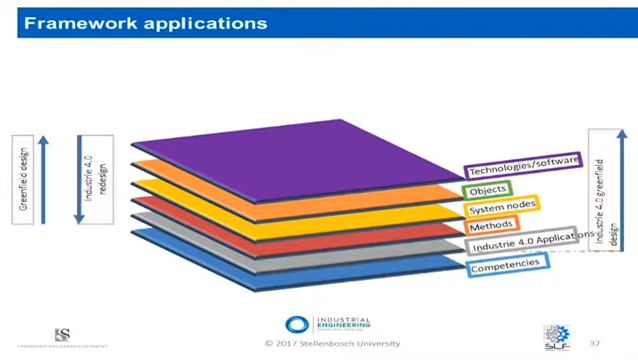 Framework applications
Greenfield design
Industrie 4.0
redesign
Technologies/software
Objects
System nodes
Methods
Industrie 4.0 Applications
Competencies
Industrie 4.0 greenfield
design
INDUSTRIAL
ENGINEERING
© 2017 Stellenbosch University
SLF
37